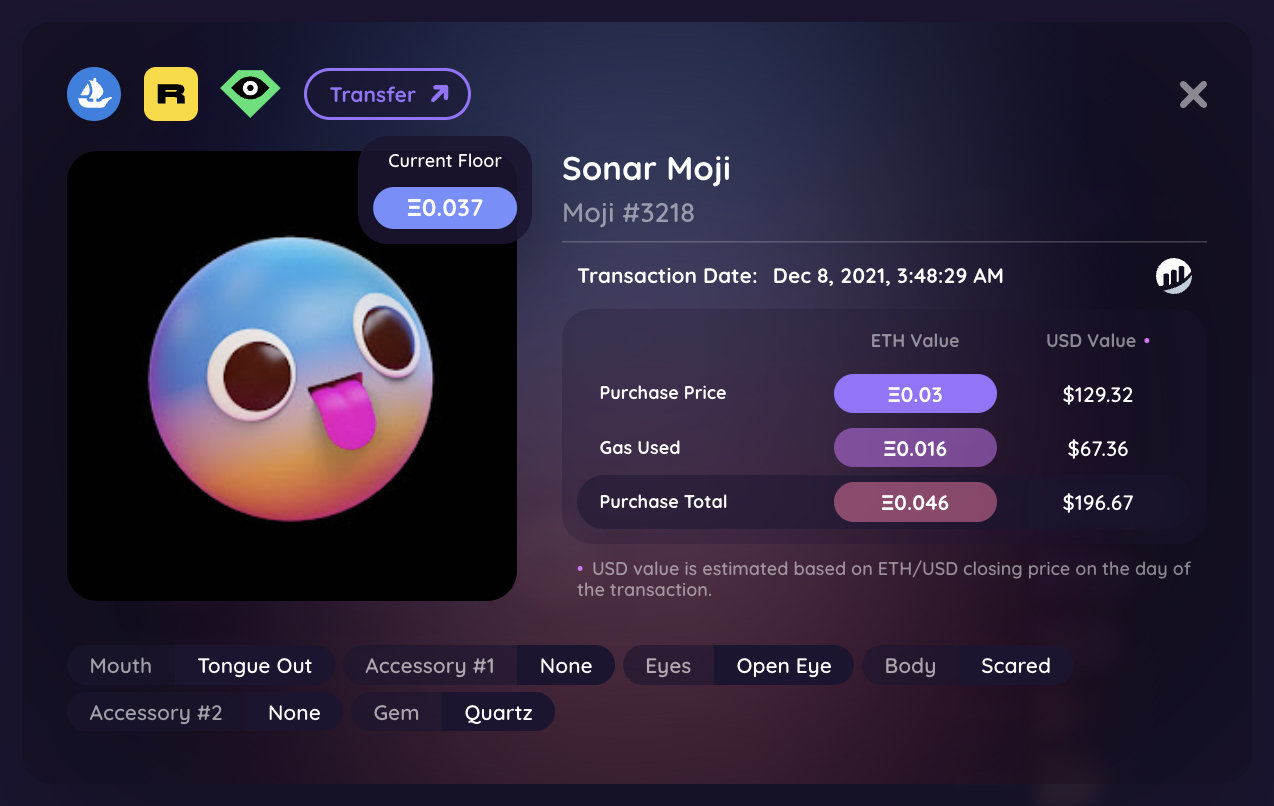 R
Transfer
Current Floor
Ξ0.037
Sonar Moji
Moji #3218
Transaction Date: Dec 8, 2021, 3:48:29 AM
ETH Value USD Value •
Purchase Price Ξ0.03 $129.32
Gas Used Ξ0.016 $67.36
Purchase Total Ξ0.046 $196.67
• USD value is estimated based on ETH/USD closing price on the day of
the transaction.
Mouth Tongue Out Accessory #1 None Eyes Open Eye Body Scared
Accessory #2 None Gem Quartz